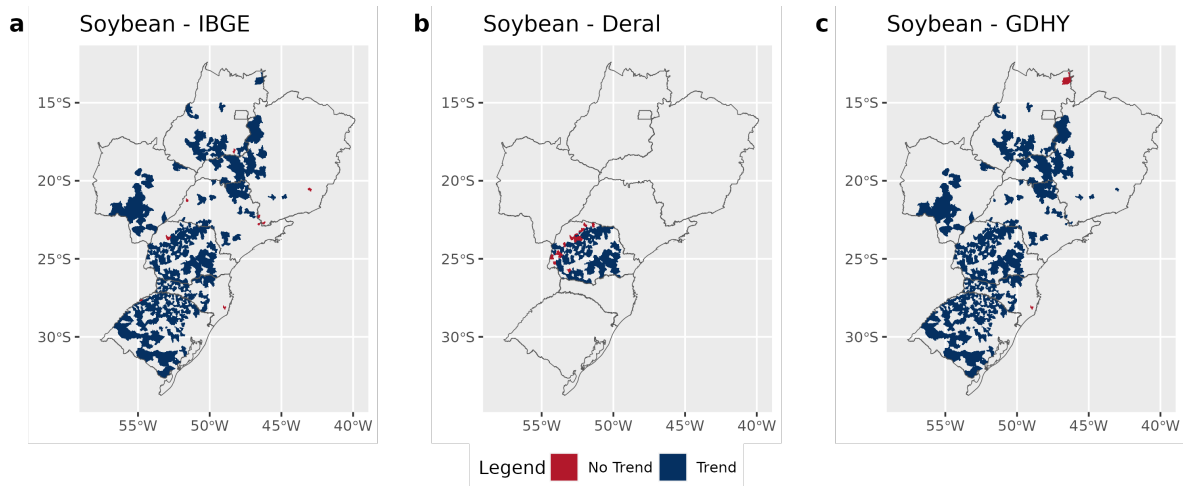 a Soybean - IBGE
15°S
20°S
25°S
30°S
55°W 50°W 45°W 40°W
b Soybean - Deral
15°S
20°S
25°S
30°S
55°W 50°W 45°W 40°W
c Soybean - GDHY
15°S
20°S
25°S
30°S
55°W 50°W 45°W 40°W
Legend No Trend Trend